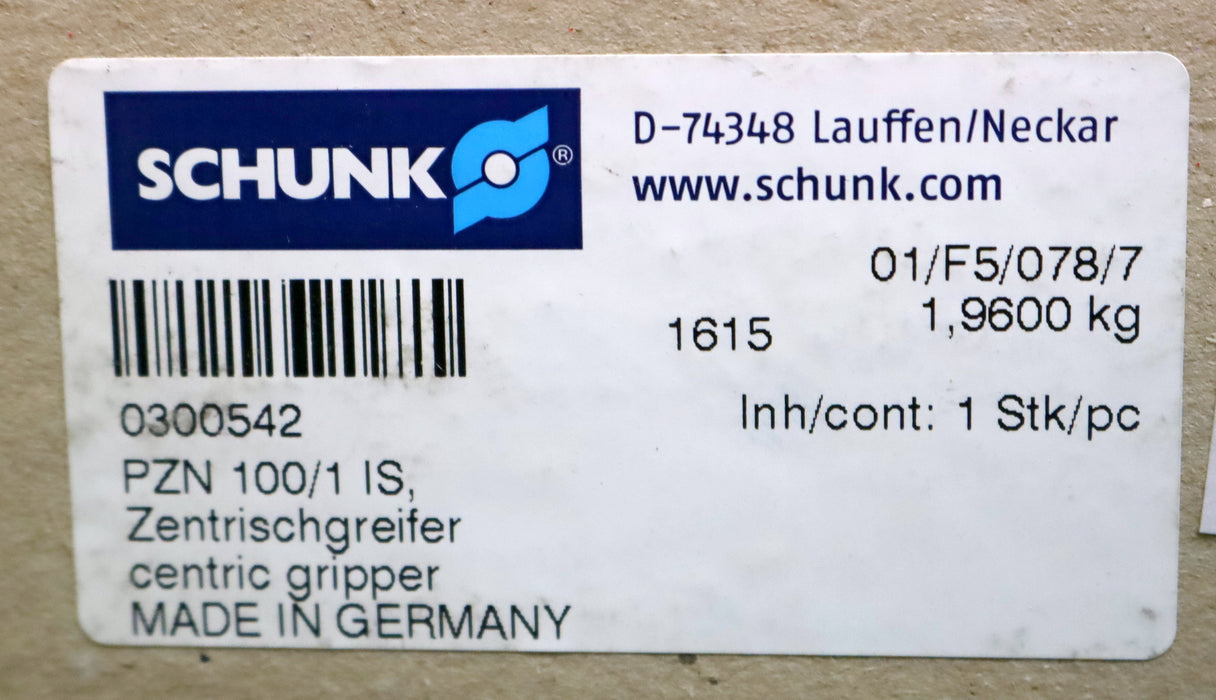 SCHUNK®
D-74348 Lauffen/Neckar
www.schunk.com
01/F5/078/7
1,9600 kg
1615
Inh/cont: 1 Stk/pc
0300542
PZN 100/1 IS,
Zentrischgreifer
centric gripper
MADE IN GERMANY